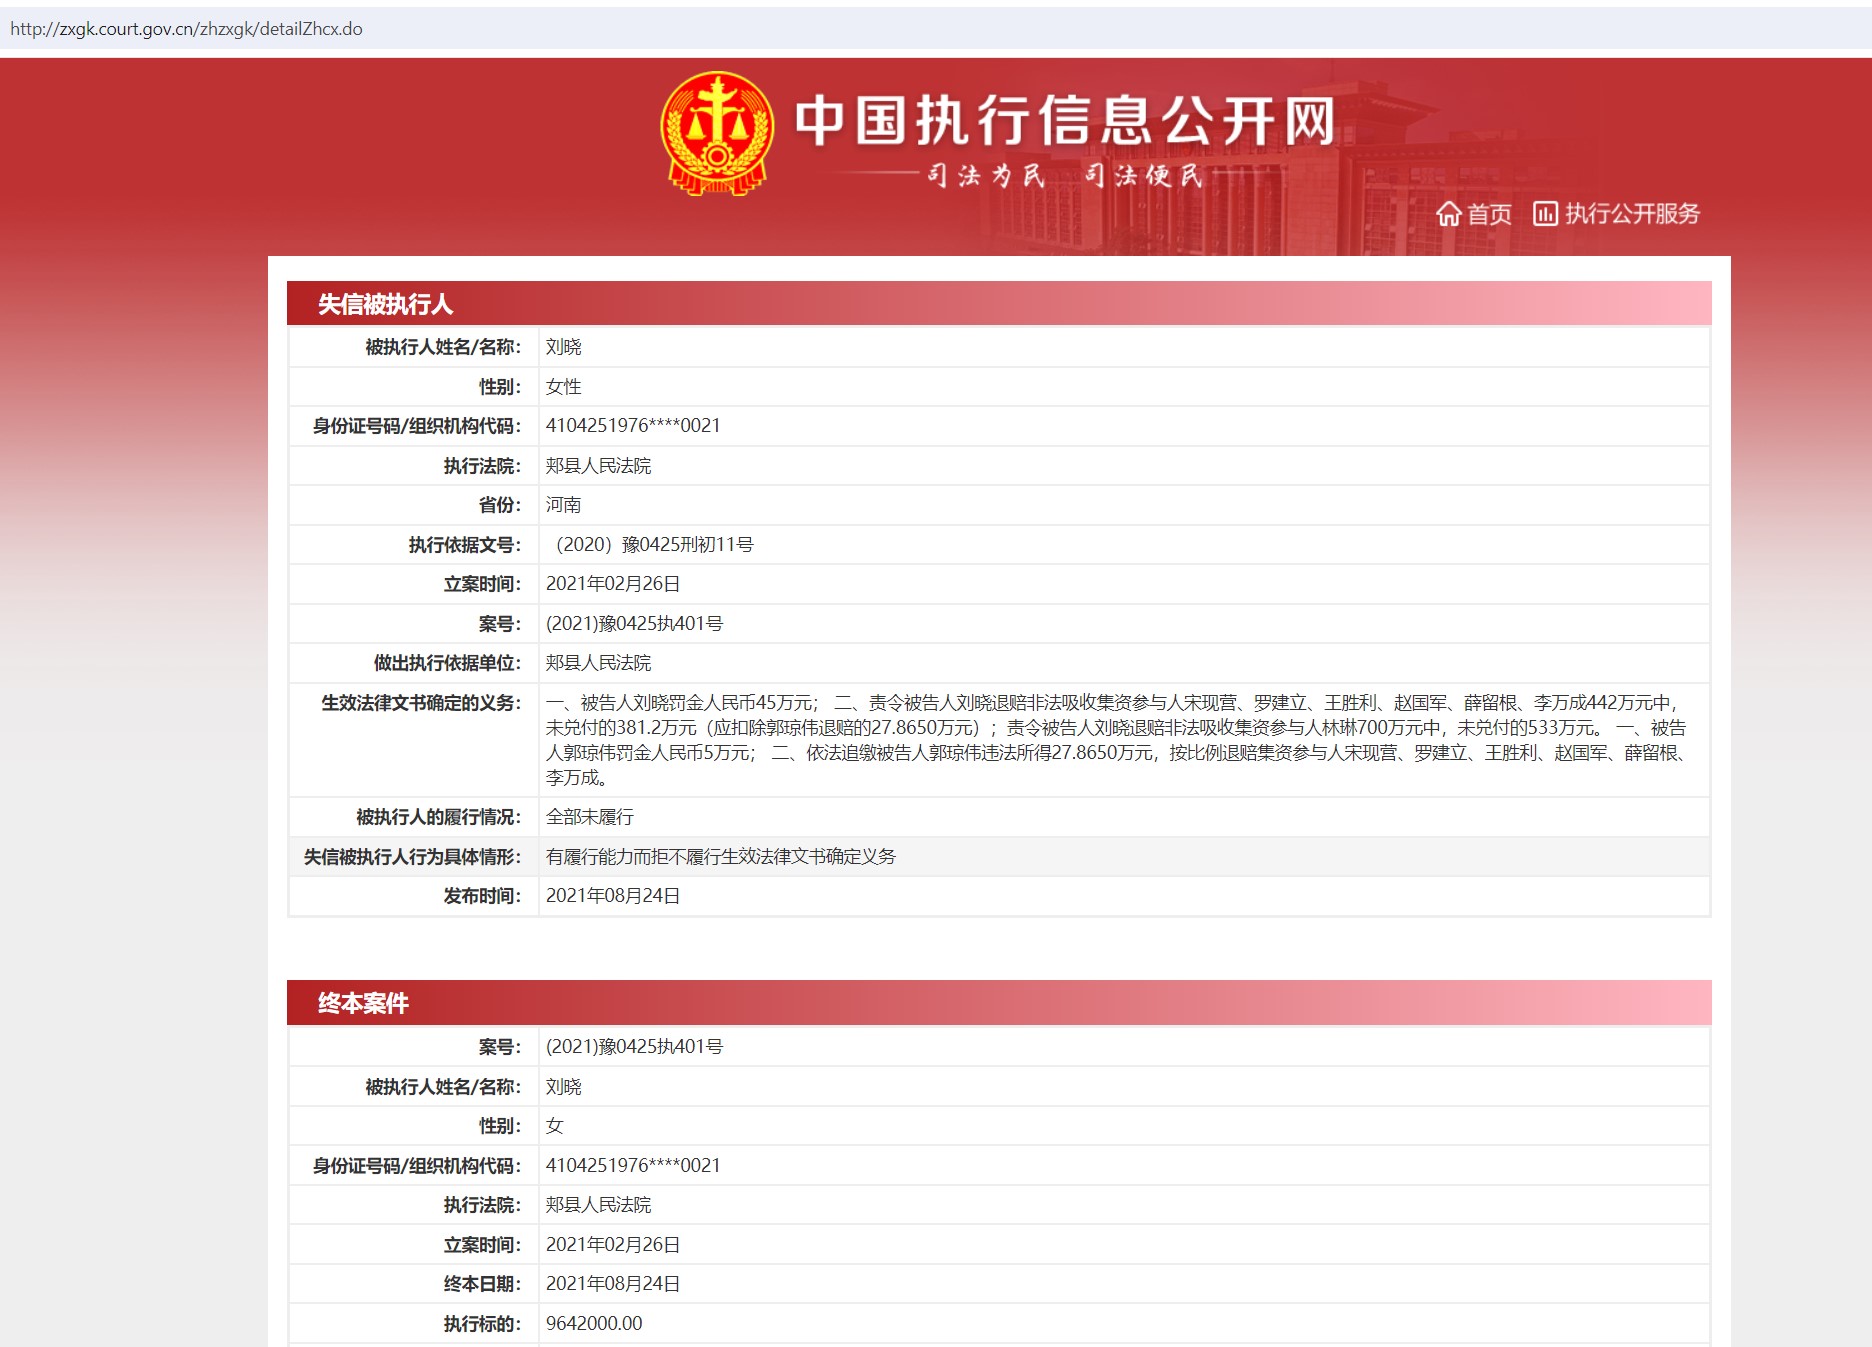 http://zxgk.court.gov.cn/zhzxgk/detailZhcx.do
中国执行信息公开网
司法为民 司法便民
首页 执行公开服务
失信被执行人
被执行人姓名/名称： 刘晓
性别： 女性
身份证号码/组织机构代码： 4104251976****0021
执行法院： 郏县人民法院
省份： 河南
执行依据文号： （2020）豫0425刑初11号
立案时间： 2021年02月26日
案号： (2021)豫0425执401号
做出执行依据单位： 郏县人民法院
生效法律文书确定的义务： 一、被告人刘晓罚金人民币45万元； 二、责令被告人刘晓退赔非法吸收集资参与人宋现营、罗建立、王胜利、赵国军、薛留根、李万成442万元中，
未兑付的381.2万元（应扣除郭琼伟退赔的27.8650万元）；责令被告人刘晓退赔非法吸收集资参与人林琳700万元中，未兑付的533万元。 一、被告
人郭琼伟罚金人民币5万元； 二、依法追缴被告人郭琼伟违法所得27.8650万元，按比例退赔集资参与人宋现营、罗建立、王胜利、赵国军、薛留根、
李万成。
被执行人的履行情况： 全部未履行
失信被执行人行为具体情形： 有履行能力而拒不履行生效法律文书确定义务
发布时间： 2021年08月24日
终本案件
案号： (2021)豫0425执401号
被执行人姓名/名称： 刘晓
性别： 女
身份证号码/组织机构代码： 4104251976****0021
执行法院： 郏县人民法院
立案时间： 2021年02月26日
终本日期： 2021年08月24日
执行标的： 9642000.00